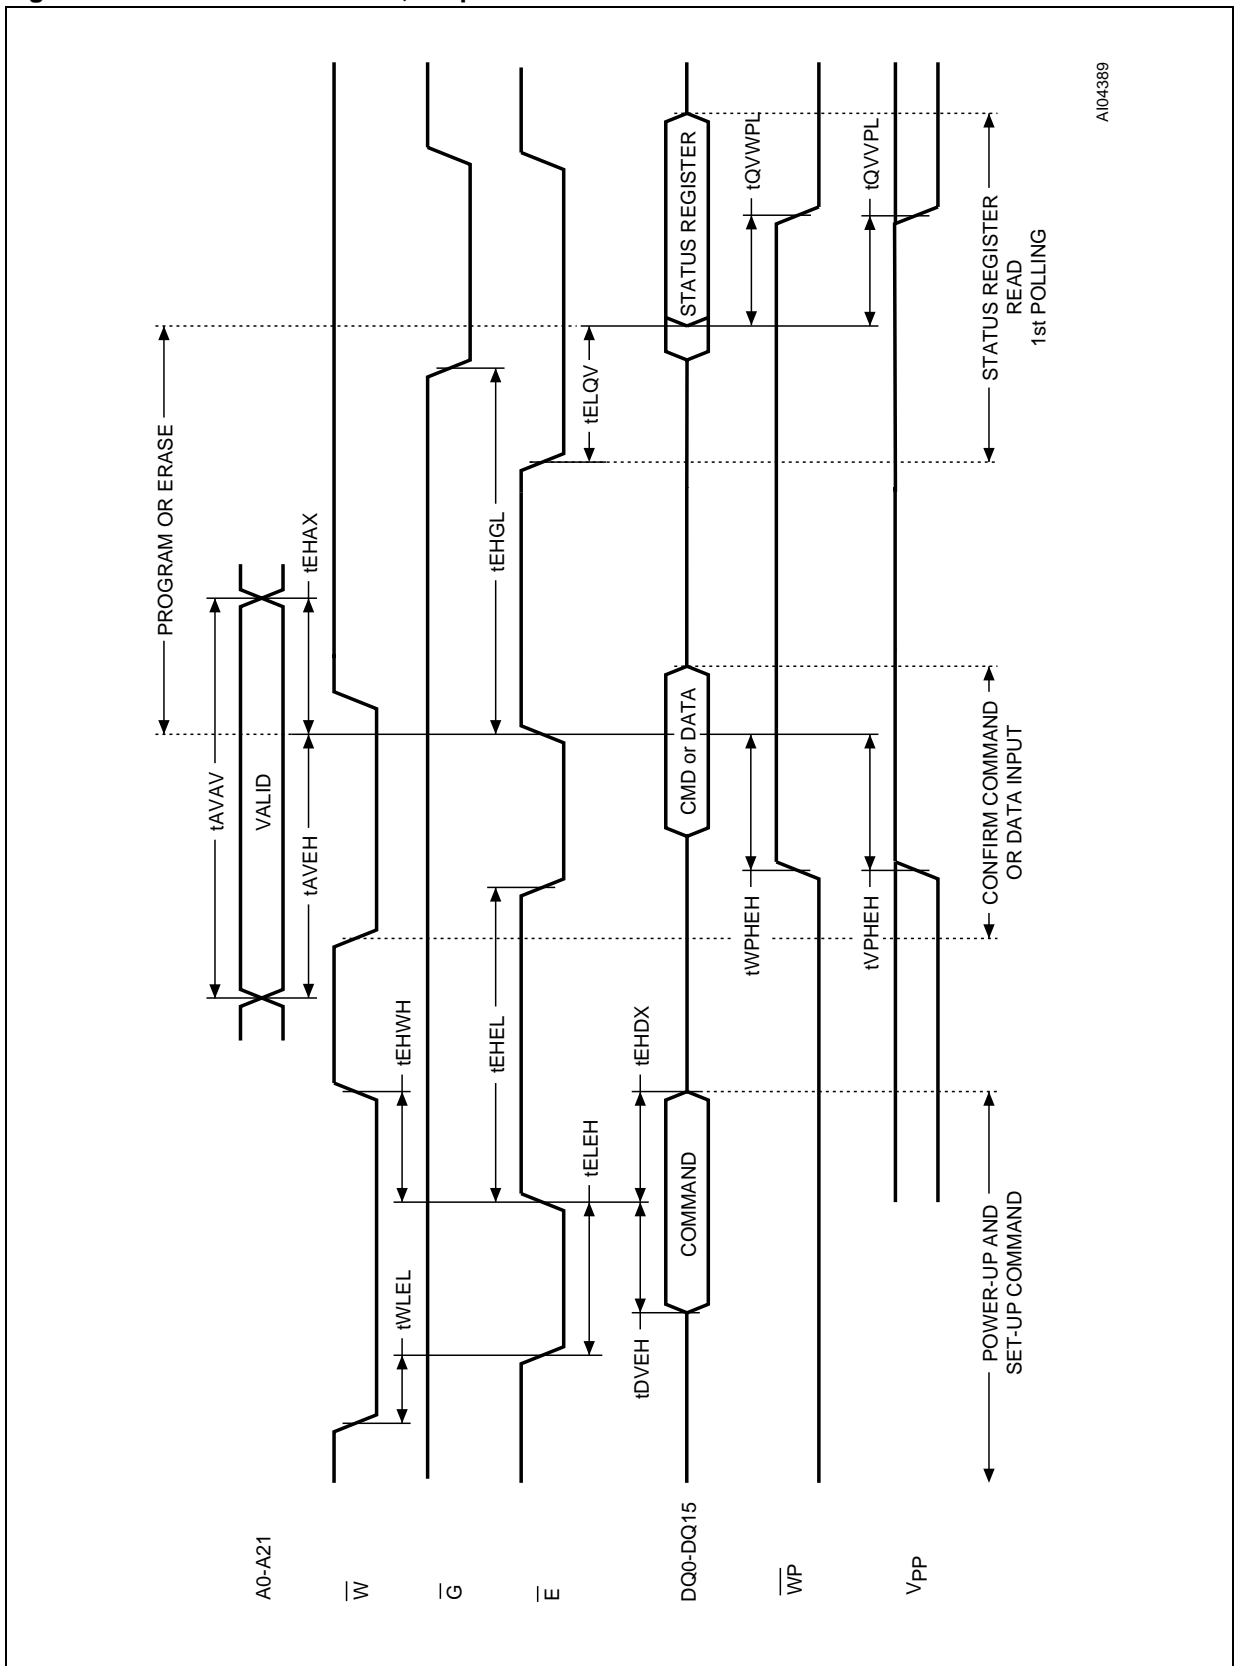 PROGRAM OR ERASE
tAVAV
A0-A21
VALID
tAVEH
tEHAX
W̅
tWLEL
tEHWH
G̅
tEHEL
tEHGL
E̅
tELEH
tELQV
tDVEH
tEHDX
DQ0-DQ15
COMMAND
CMD or DATA
STATUS REGISTER
tWPHEH
tQVWPL
W̅P̅
tVPHEH
tQVVPL
VPP
POWER-UP AND
SET-UP COMMAND
CONFIRM COMMAND
OR DATA INPUT
STATUS REGISTER
READ
1st POLLING
AI04389